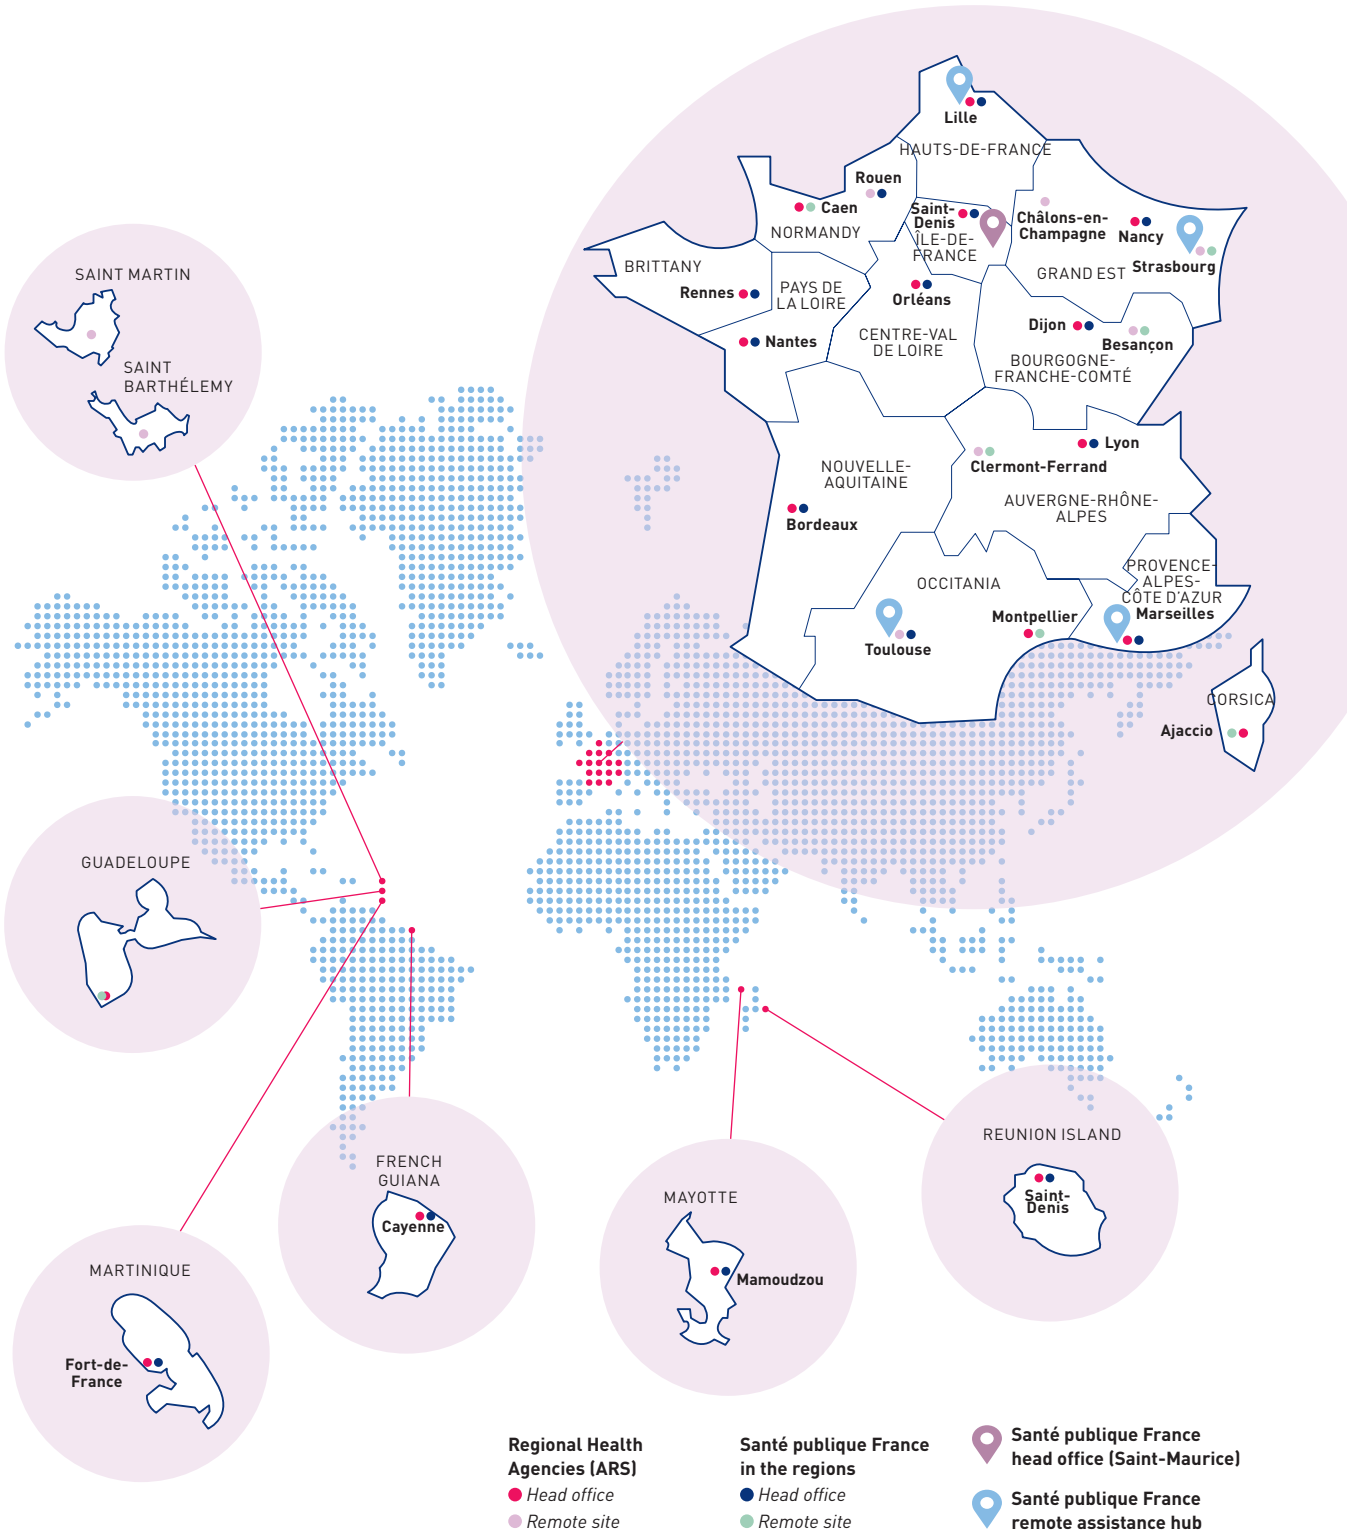 Lille
HAUTS-DE-FRANCE
Rouen
Caen
NORMANDY
Saint-
Denis
ÎLE-DE-
FRANCE
Châlons-en-
Champagne
Nancy
Strasbourg
GRAND EST
BRITTANY
Rennes
PAYS DE
LA LOIRE
Orléans
Nantes
CENTRE-VAL
DE LOIRE
Dijon
Besançon
BOURGOGNE-
FRANCHE-COMTÉ
Lyon
Clermont-Ferrand
NOUVELLE-
AQUITAINE
AUVERGNE-RHÔNE-
ALPES
Bordeaux
PROVENCE-
ALPES-
CÔTE D'AZUR
Marseilles
OCCITANIA
Montpellier
Toulouse
CORSICA
Ajaccio
SAINT MARTIN
SAINT
BARTHÉLEMY
GUADELOUPE
REUNION ISLAND
Saint-
Denis
FRENCH
GUIANA
Cayenne
MAYOTTE
Mamoudzou
MARTINIQUE
Fort-de-
France
Regional Health
Agencies (ARS)
Head office
Remote site
Santé publique France
in the regions
Head office
Remote site
Santé publique France
head office (Saint-Maurice)
Santé publique France
remote assistance hub